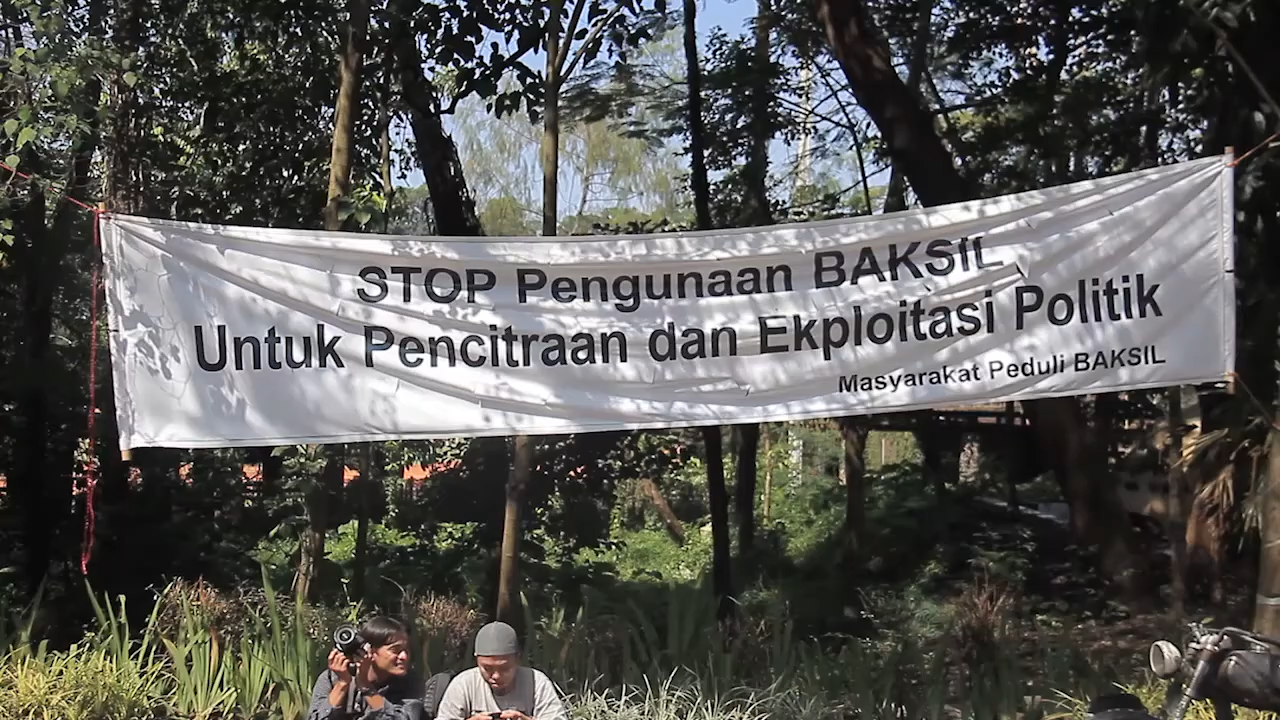 STOP Pengunaan BAKSIL
Untuk Pencitraan dan Ekploitasi Politik
Masyarakat Peduli BAKSIL